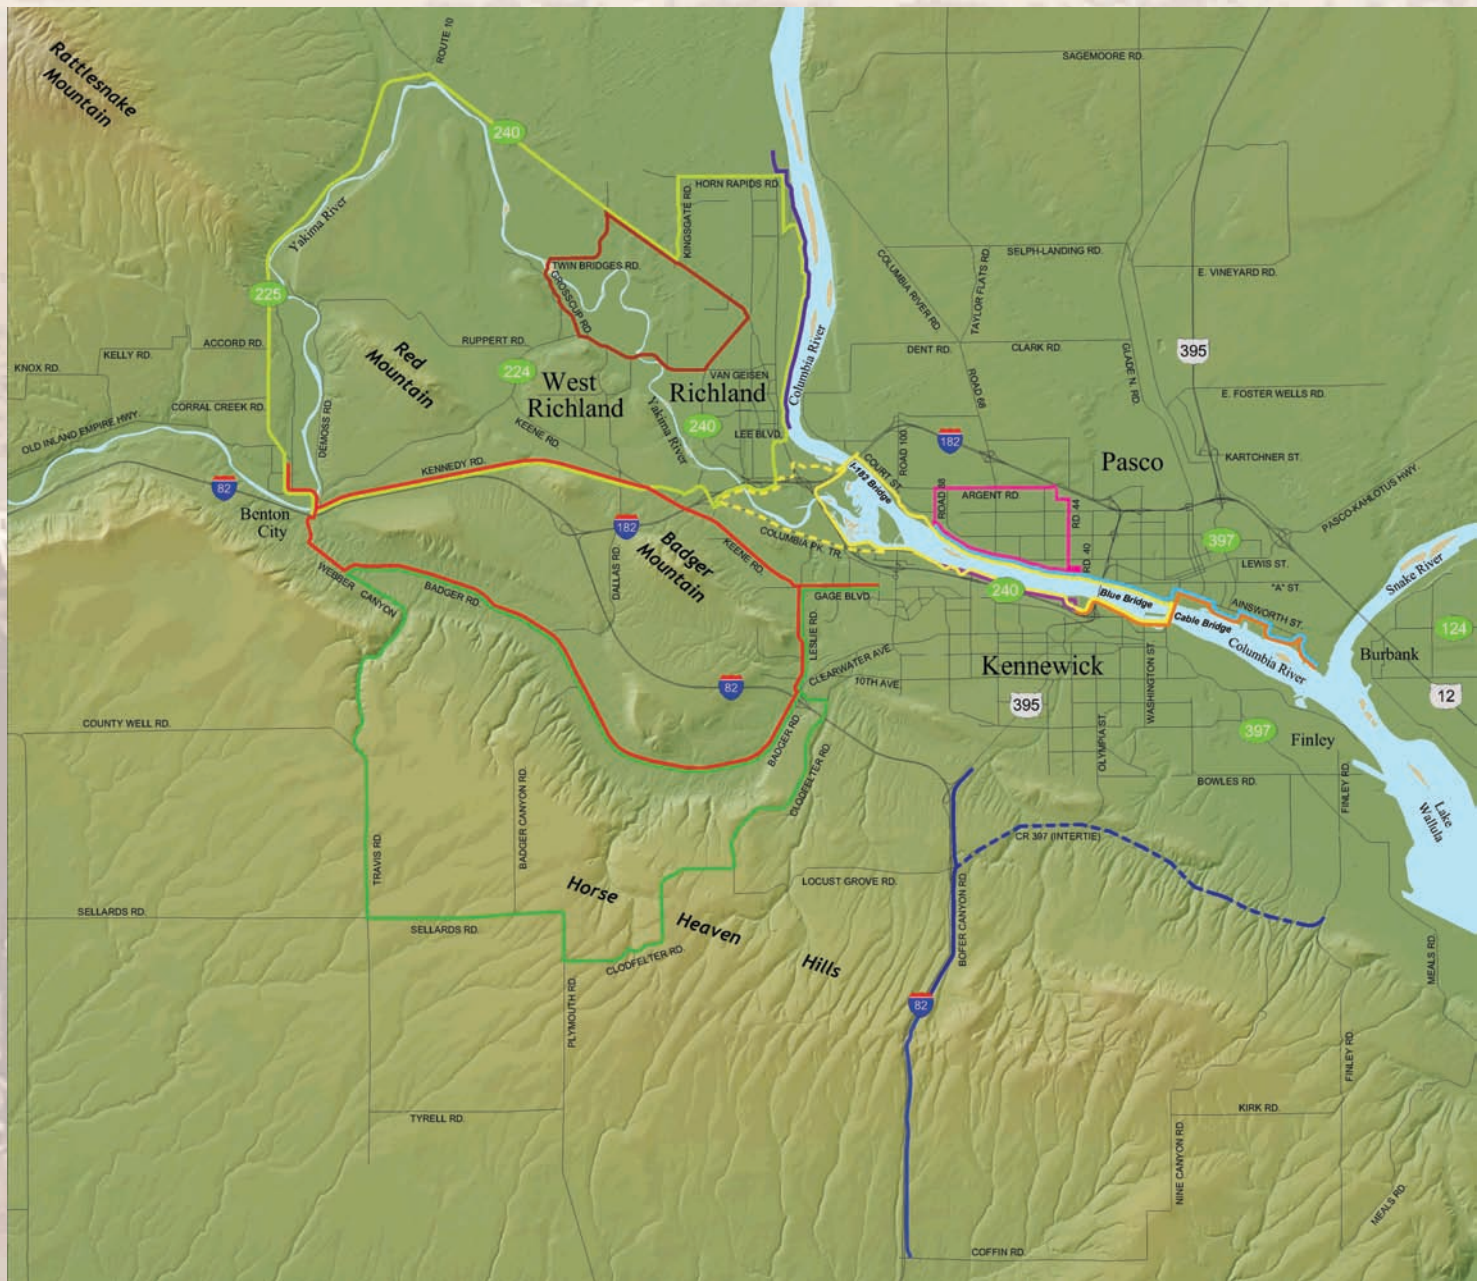 ROUTE 10
Rattlesnake
Mountain
SAGEMOORE RD.
240
HORN RAPIDS RD.
KINGSGATE RD.
Yakima River
TWIN BRIDGES RD.
GROSSCUP RD.
COLUMBIA RIVER RD.
TAYLOR FLATS RD.
SELPH-LANDING RD.
E. VINEYARD RD.
225
ACCORD RD.
KELLY RD.
KNOX RD.
Red
Mountain
RUPPERT RD.
224
West
Richland
Richland
VAN GEISEN
Columbia River
DENT RD.
CLARK RD.
ROAD 68
GLADE N. RD.
395
E. FOSTER WELLS RD.
CORRAL CREEK RD.
OLD INLAND EMPIRE HWY.
DEMOSS RD.
KEENE RD.
Yakima River
240
LEE BLVD.
KENNEDY RD.
COURT ST.
I-182 Bridge
ROAD 100
182
Pasco
KARTCHNER ST.
PASCO-KAHLOTUS HWY.
82
Benton
City
182
Badger
Mountain
KEENE RD.
COLUMBIA PK. TR.
ROAD 68
ARGENT RD.
RD. 44
RD. 40
397
LEWIS ST.
"A" ST.
AINSWORTH ST.
Snake River
WEBBER CANYON
BADGER RD.
DALLAS RD.
GAGE BLVD.
LESLIE RD.
240
Blue Bridge
Cable Bridge
Columbia River
124
Burbank
CLEARWATER AVE.
10TH AVE.
Kennewick
WASHINGTON ST.
82
395
12
COUNTY WELL RD.
BADGER RD.
CLODFELTER RD.
OLYMPIA ST.
397
Finley
BOWLES RD.
FINLEY RD.
Lake
Wallula
TRAVIS RD.
BADGER CANYON RD.
CR 397 (INTERTIE)
LOCUST GROVE RD.
BOFER CANYON RD.
Horse
Heaven
Hills
SELLARDS RD.
SELLARDS RD.
CLODFELTER RD.
MEALS RD.
PLYMOUTH RD.
82
FINLEY RD.
TYRELL RD.
KIRK RD.
NINE CANYON RD.
MEALS RD.
COFFIN RD.